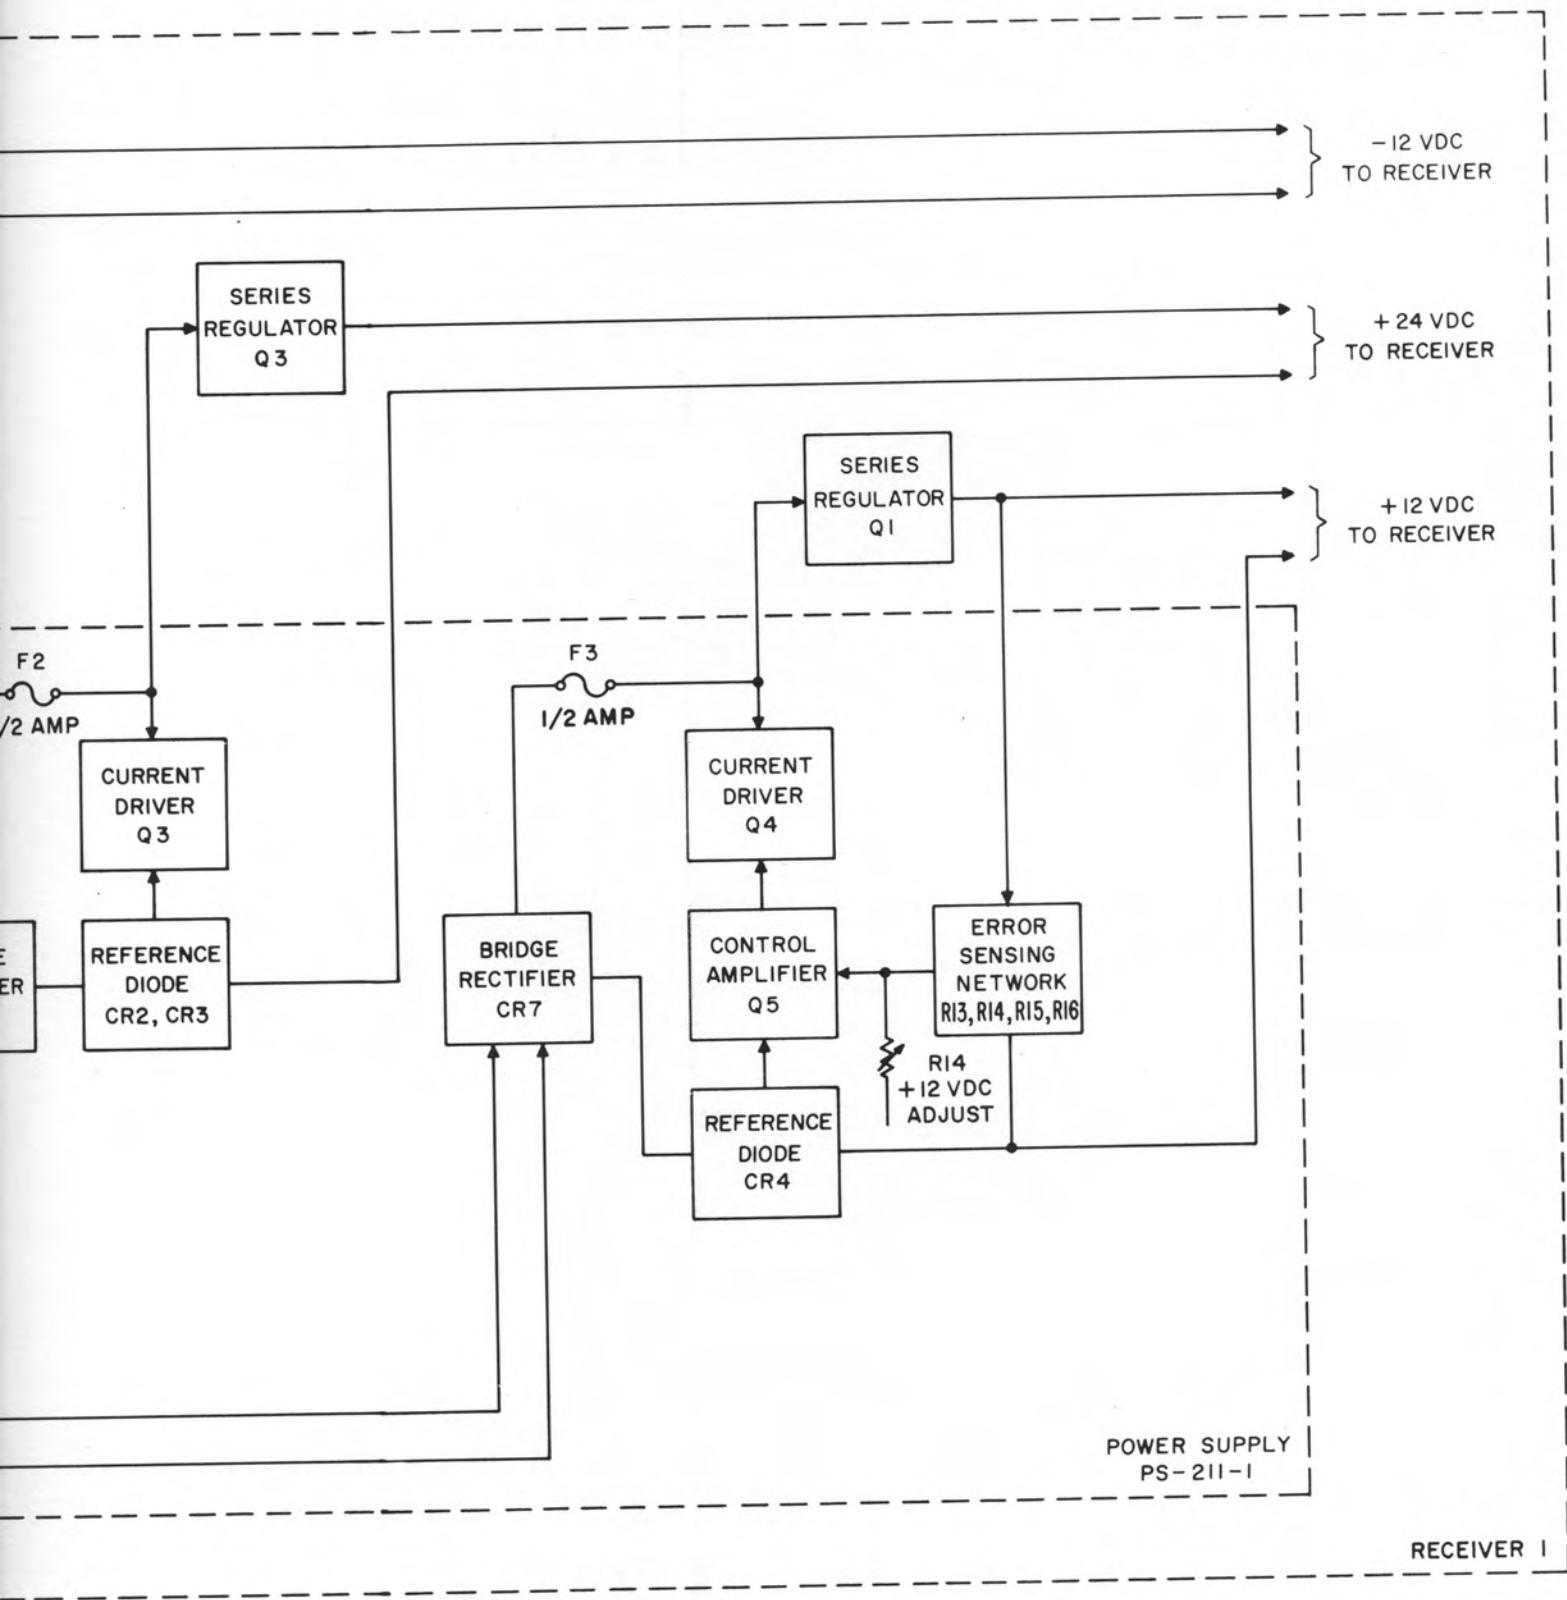 -12 VDC
TO RECEIVER
SERIES
REGULATOR
Q3
+24 VDC
TO RECEIVER
SERIES
REGULATOR
Q1
+12 VDC
TO RECEIVER
F2
/2 AMP
F3
1/2 AMP
CURRENT
DRIVER
Q3
CURRENT
DRIVER
Q4
E
ER
REFERENCE
DIODE
CR2, CR3
BRIDGE
RECTIFIER
CR7
CONTROL
AMPLIFIER
Q5
ERROR
SENSING
NETWORK
R13, R14, R15, R16
R14
+12 VDC
ADJUST
REFERENCE
DIODE
CR4
POWER SUPPLY
PS-211-1
RECEIVER 1